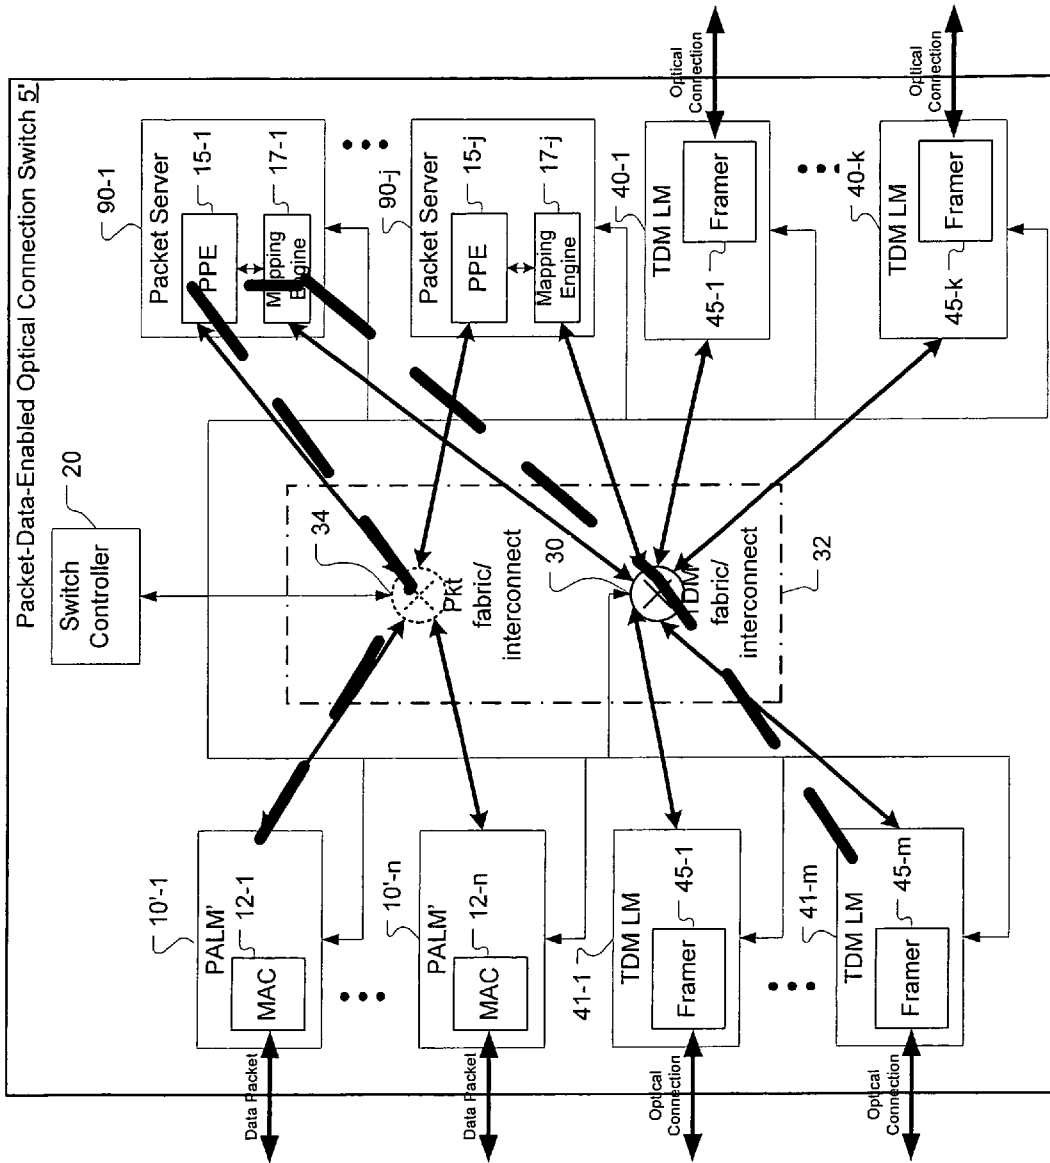 Packet-Data-Enabled Optical Connection Switch 5'
Switch
Controller
20
90-1
Packet Server
15-1
PPE
17-1
Mapping
Engine
90-j
Packet Server
15-j
PPE
17-j
Mapping
Engine
40-1
TDM LM
Framer
45-1
Optical
Connection
40-k
TDM LM
Framer
45-k
Optical
Connection
34
Pkt
fabric/
interconnect
30
TDM
fabric/
interconnect
32
10'-1
PALM'
12-1
MAC
Data Packet
10'-n
PALM'
12-n
MAC
Data Packet
41-1
TDM LM
45-1
Framer
Optical
Connection
41-m
TDM LM
45-m
Framer
Optical
Connection